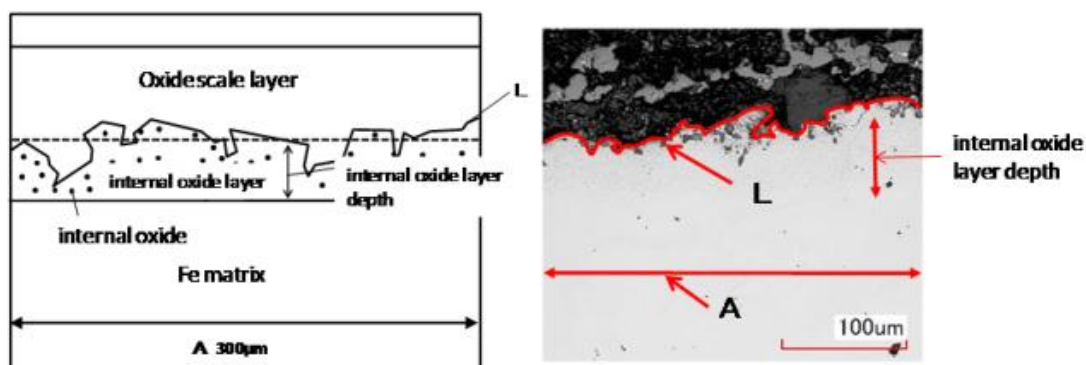 Oxide scale layer
L
internal oxide layer
internal oxide layer
depth
internal oxide
Fe matrix
A 300μm
L
internal oxide
layer depth
A
100um